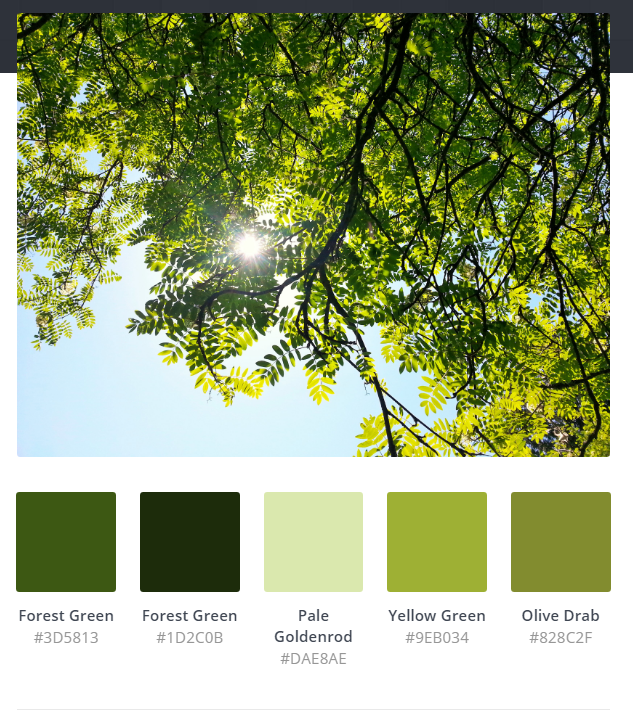 Forest Green
#3D5813
Forest Green
#1D2C0B
Pale
Goldenrod
#DAE8AE
Yellow Green
#9EB034
Olive Drab
#828C2F